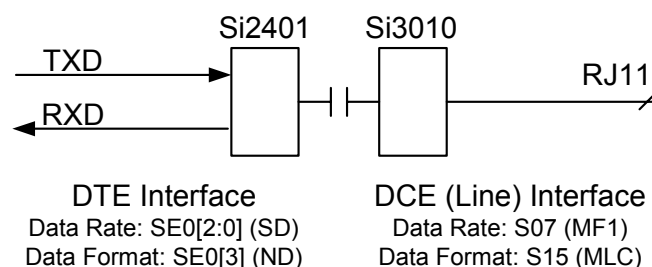 Si2401 Si3010
TXD
RJ11
RXD
DTE Interface DCE (Line) Interface
Data Rate: SE0[2:0] (SD) Data Rate: S07 (MF1)
Data Format: SE0[3] (ND) Data Format: S15 (MLC)